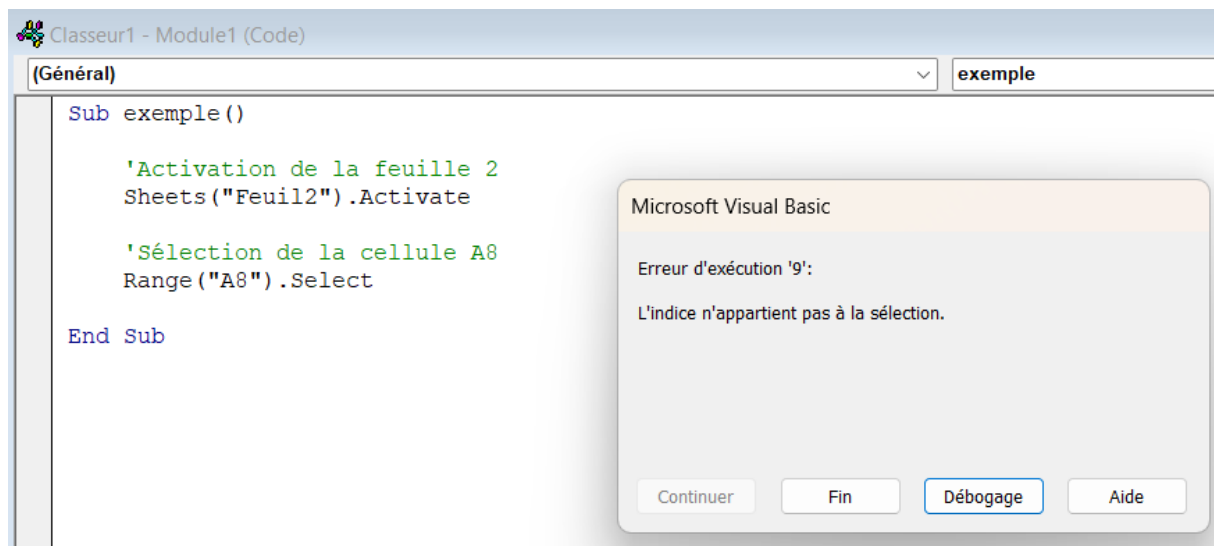 Classeur1 - Module1 (Code)
(Général)
exemple
Sub exemple()
'Activation de la feuille 2
Sheets("Feuil2").Activate
'Sélection de la cellule A8
Range("A8").Select
End Sub
Microsoft Visual Basic
Erreur d'exécution '9':
L'indice n'appartient pas à la sélection.
Continuer
Fin
Débogage
Aide